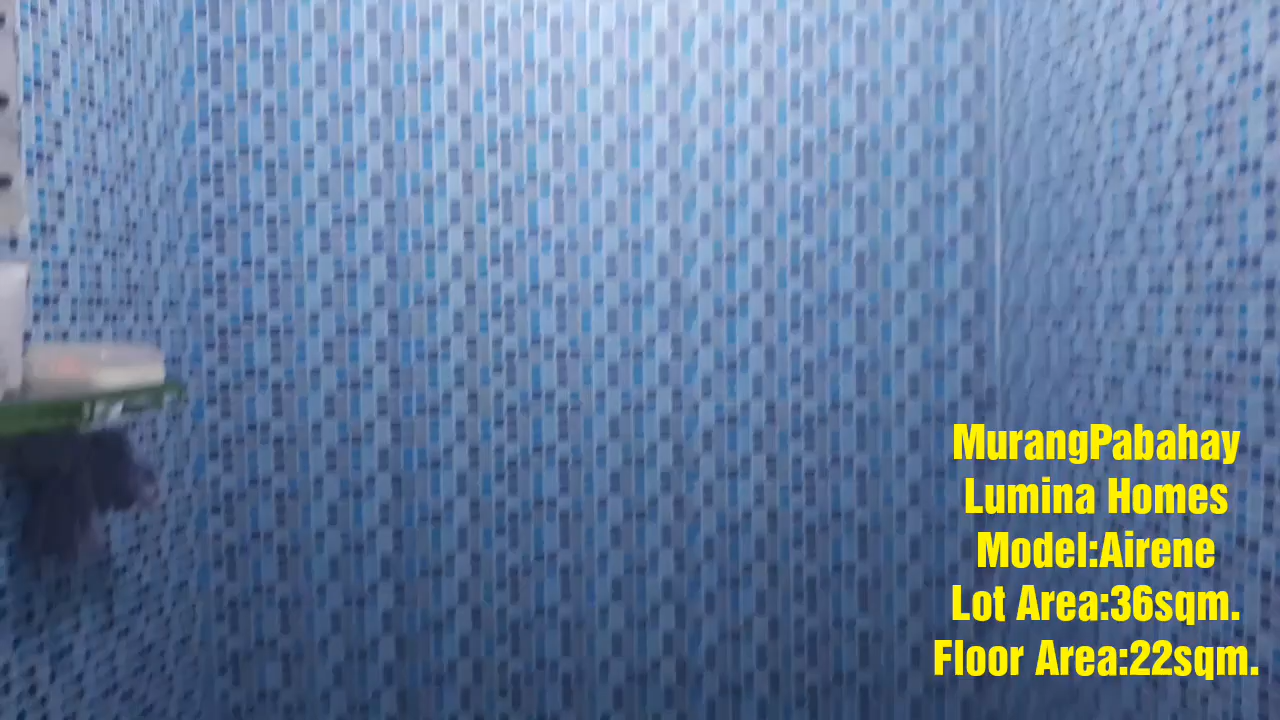 MurangPabahay
Lumina Homes
Model:Airene
Lot Area:36sqm.
Floor Area:22sqm.